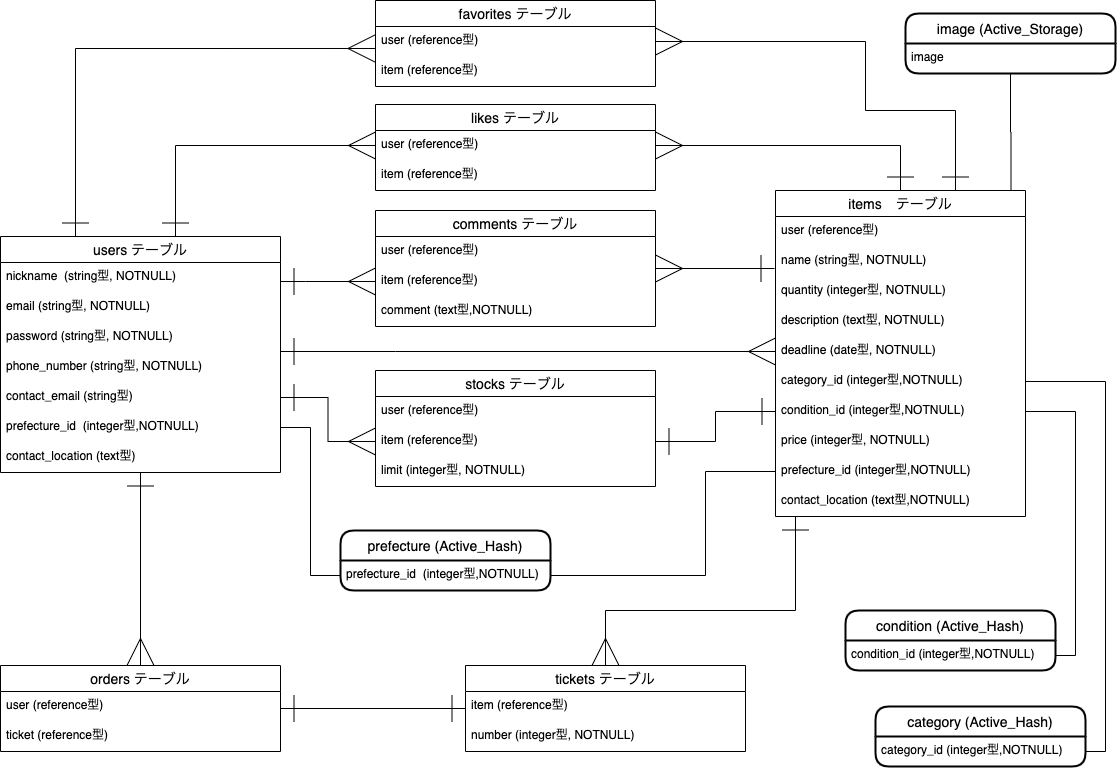 favorites テーブル
user (reference型)
item (reference型)
image (Active_Storage)
image
likes テーブル
user (reference型)
item (reference型)
items　テーブル
user (reference型)
name (string型, NOTNULL)
quantity (integer型, NOTNULL)
description (text型, NOTNULL)
deadline (date型, NOTNULL)
category_id (integer型,NOTNULL)
condition_id (integer型,NOTNULL)
price (integer型, NOTNULL)
prefecture_id (integer型,NOTNULL)
contact_location (text型,NOTNULL)
comments テーブル
user (reference型)
item (reference型)
comment (text型,NOTNULL)
users テーブル
nickname  (string型, NOTNULL)
email (string型, NOTNULL)
password (string型, NOTNULL)
phone_number (string型, NOTNULL)
contact_email (string型)
prefecture_id  (integer型,NOTNULL)
contact_location (text型)
stocks テーブル
user (reference型)
item (reference型)
limit (integer型, NOTNULL)
prefecture (Active_Hash)
prefecture_id  (integer型,NOTNULL)
condition (Active_Hash)
condition_id (integer型,NOTNULL)
orders テーブル
user (reference型)
ticket (reference型)
tickets テーブル
item (reference型)
number (integer型, NOTNULL)
category (Active_Hash)
category_id (integer型,NOTNULL)